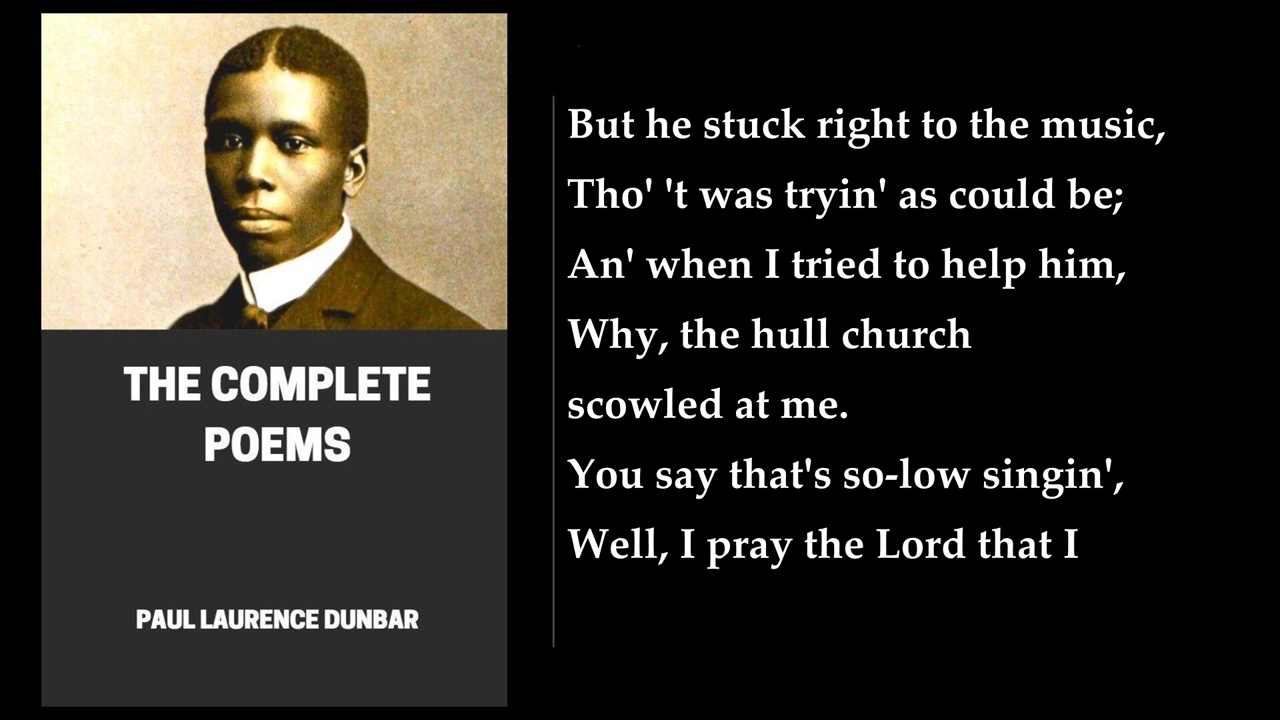 THE COMPLETE
POEMS
PAUL LAURENCE DUNBAR
But he stuck right to the music,
Tho' 't was tryin' as could be;
An' when I tried to help him,
Why, the hull church
scowled at me.
You say that's so-low singin',
Well, I pray the Lord that I